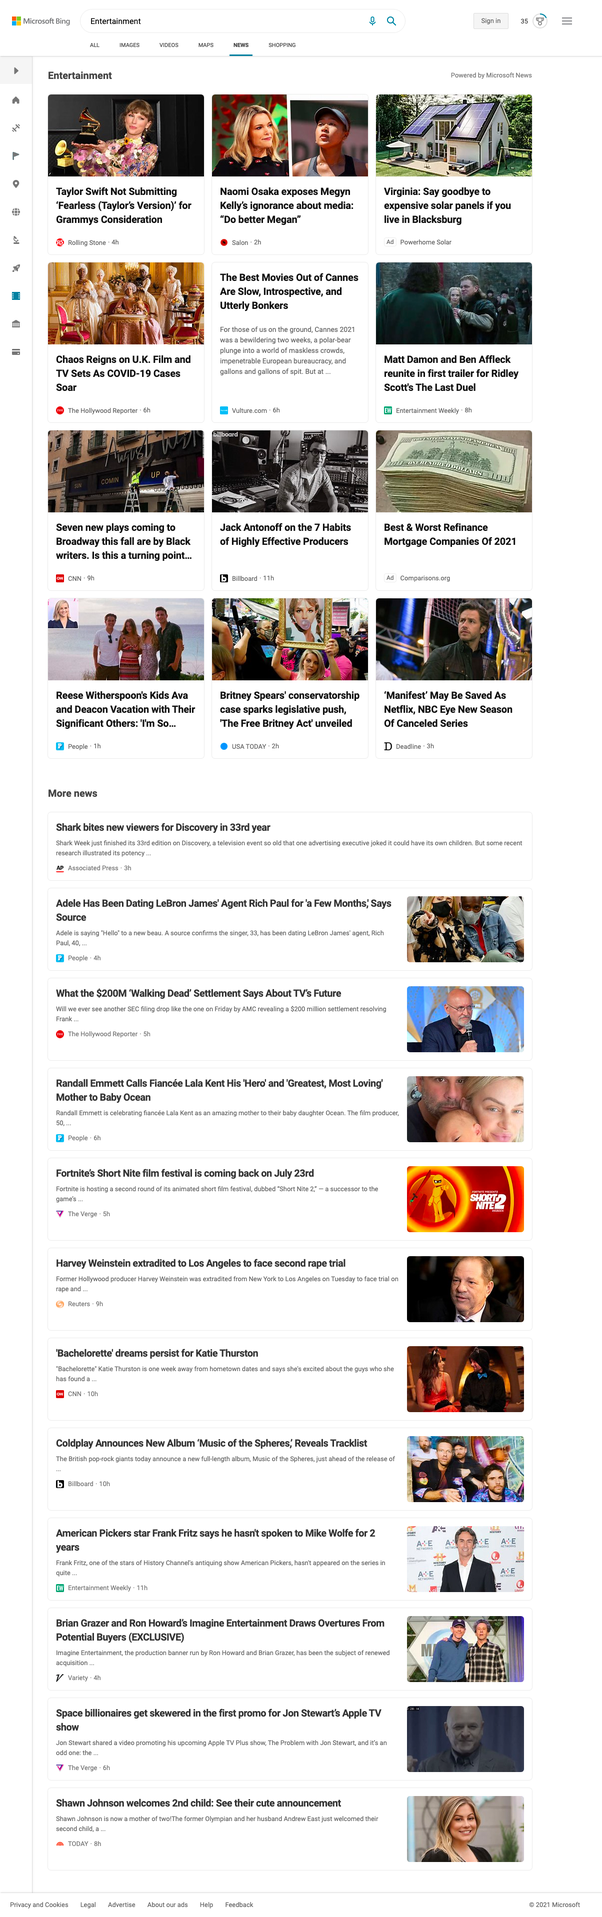 Microsoft Bing
Entertainment
Sign in
35
ALL IMAGES VIDEOS MAPS NEWS SHOPPING
Entertainment
Powered by Microsoft News
Taylor Swift Not Submitting
‘Fearless (Taylor’s Version)’ for
Grammys Consideration
Rolling Stone · 4h
Naomi Osaka exposes Megyn
Kelly’s ignorance about media:
“Do better Megan”
Salon · 2h
Virginia: Say goodbye to
expensive solar panels if you
live in Blacksburg
Ad Powerhome Solar
Chaos Reigns on U.K. Film and
TV Sets As COVID-19 Cases
Soar
The Hollywood Reporter · 6h
The Best Movies Out of Cannes
Are Slow, Introspective, and
Utterly Bonkers
For those of us on the ground, Cannes 2021
was a bewildering two weeks, a polar-bear
plunge into a world of maskless crowds,
impenetrable European bureaucracy, and
gallons and gallons of spit. But at ...
Vulture.com · 6h
Matt Damon and Ben Affleck
reunite in first trailer for Ridley
Scott's The Last Duel
EW Entertainment Weekly · 8h
August Wilson
COMIN UP
Seven new plays coming to
Broadway this fall are by Black
writers. Is this a turning point...
CNN · 9h
billboard
Jack Antonoff on the 7 Habits
of Highly Effective Producers
b Billboard · 11h
Best & Worst Refinance
Mortgage Companies Of 2021
Ad Comparisons.org
Reese Witherspoon's Kids Ava
and Deacon Vacation with Their
Significant Others: 'I'm So...
P People · 1h
Britney Spears' conservatorship
case sparks legislative push,
'The Free Britney Act' unveiled
USA TODAY · 2h
‘Manifest’ May Be Saved As
Netflix, NBC Eye New Season
Of Canceled Series
D Deadline · 3h
More news
Shark bites new viewers for Discovery in 33rd year
Shark Week just finished its 33rd edition on Discovery, a television event so old that one advertising executive joked it could have its own children. But some recent
research illustrated its potency ...
AP Associated Press · 3h
Adele Has Been Dating LeBron James' Agent Rich Paul for 'a Few Months,' Says
Source
Adele is saying "Hello" to a new beau. A source confirms the singer, 33, has been dating LeBron James' agent, Rich
Paul, 40, ...
P People · 4h
What the $200M ‘Walking Dead’ Settlement Says About TV’s Future
Will we ever see another SEC filing drop like the one on Friday by AMC revealing a $200 million settlement resolving
Frank ...
The Hollywood Reporter · 5h
Randall Emmett Calls Fiancée Lala Kent His 'Hero' and 'Greatest, Most Loving'
Mother to Baby Ocean
Randall Emmett is celebrating fiancée Lala Kent as an amazing mother to their baby daughter Ocean. The film producer,
50, ...
P People · 6h
Fortnite’s Short Nite film festival is coming back on July 23rd
Fortnite is hosting a second round of its animated short film festival, dubbed “Short Nite 2,” — a successor to the
game's ...
The Verge · 5h
SHORT
NITE 2
Harvey Weinstein extradited to Los Angeles to face second rape trial
Former Hollywood producer Harvey Weinstein was extradited from New York to Los Angeles on Tuesday to face trial on
rape and ...
Reuters · 9h
'Bachelorette' dreams persist for Katie Thurston
"Bachelorette" Katie Thurston is one week away from hometown dates and says she's excited about the guys who she
has found a ...
CNN · 10h
Coldplay Announces New Album ‘Music of the Spheres,’ Reveals Tracklist
The British pop-rock giants today announce a new full-length album, Music of the Spheres, just ahead of the release of
...
b Billboard · 10h
American Pickers star Frank Fritz says he hasn't spoken to Mike Wolfe for 2
years
Frank Fritz, one of the stars of History Channel's antiquing show American Pickers, hasn't appeared on the series in
quite ...
EW Entertainment Weekly · 11h
A+E
NETWORKS
Brian Grazer and Ron Howard’s Imagine Entertainment Draws Overtures From
Potential Buyers (EXCLUSIVE)
Imagine Entertainment, the production banner run by Ron Howard and Brian Grazer, has been the subject of renewed
acquisition ...
V Variety · 4h
Space billionaires get skewered in the first promo for Jon Stewart’s Apple TV
show
Jon Stewart shared a video promoting his upcoming Apple TV Plus show, The Problem with Jon Stewart, and it’s an
odd one: the ...
The Verge · 6h
Shawn Johnson welcomes 2nd child: See their cute announcement
Shawn Johnson is now a mother of two!The former Olympian and her husband Andrew East just welcomed their
second child, a ...
TODAY · 8h
Privacy and Cookies Legal Advertise About our ads Help Feedback
© 2021 Microsoft